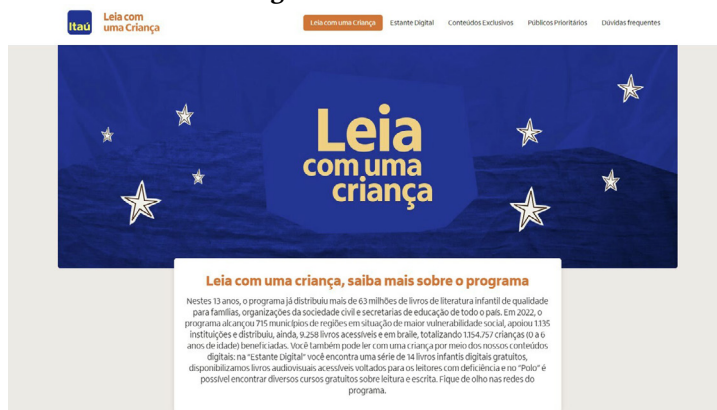 Itaú
Leia com
uma Criança
Leia com uma Criança
Estante Digital
Conteúdos Exclusivos
Públicos Prioritários
Dúvidas frequentes
Leia
com uma
criança
Leia com uma criança, saiba mais sobre o programa
Nestes 13 anos, o programa já distribuiu mais de 63 milhões de livros de literatura infantil de qualidade
para famílias, organizações da sociedade civil e secretarias de educação de todo o país. Em 2022, o
programa alcançou 715 municípios de regiões em situação de maior vulnerabilidade social, apoiou 1.135
instituições e distribuiu, ainda, 9.258 livros acessíveis e em braile, totalizando 1.154.757 crianças (0 a 6
anos de idade) beneficiadas. Você também pode ler com uma criança por meio dos nossos conteúdos
digitais: na "Estante Digital" você encontra uma série de 14 livros infantis digitais gratuitos,
disponibilizamos livros audiovisuais acessíveis voltados para os leitores com deficiência e no "Polo" é
possível encontrar diversos cursos gratuitos sobre leitura e escrita. Fique de olho nas redes do
programa.